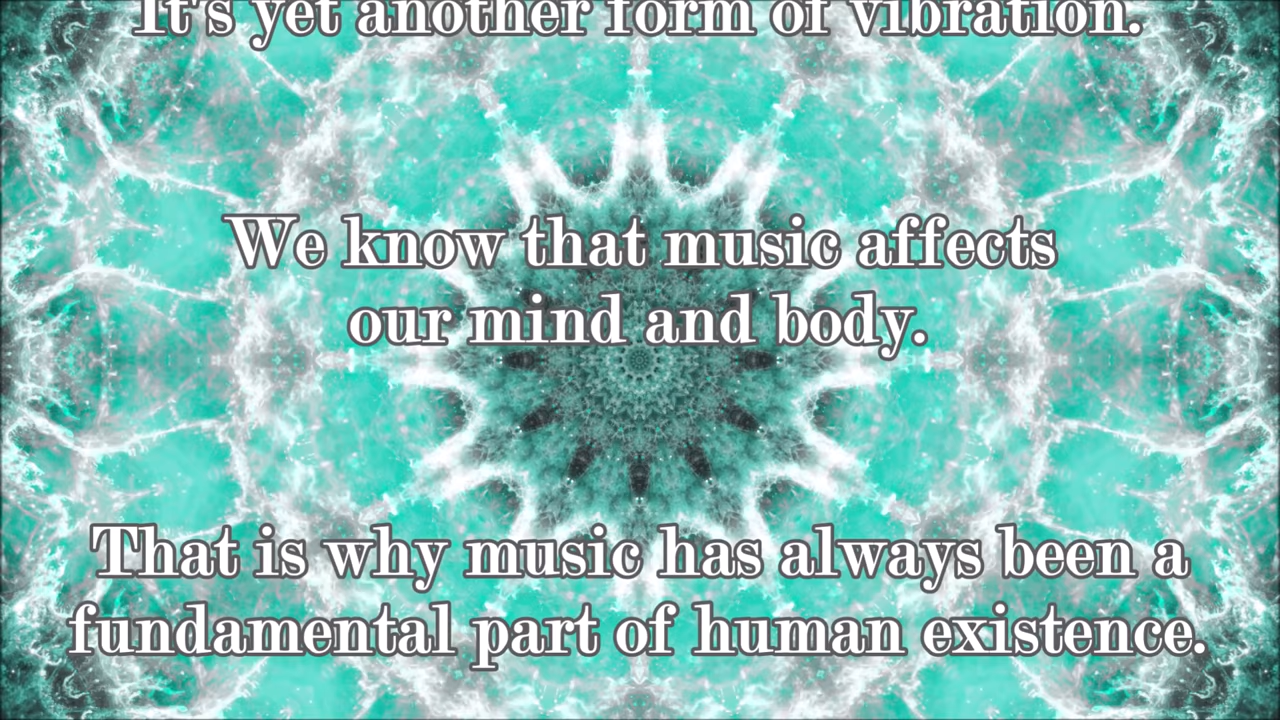 It's yet another form of vibration.
We know that music affects
our mind and body.
That is why music has always been a
fundamental part of human existence.